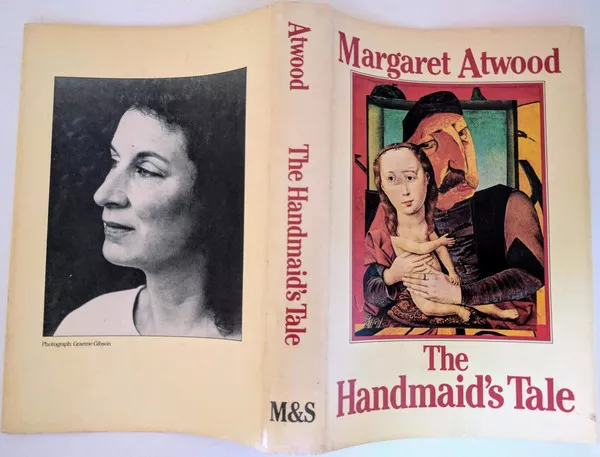 Photograph: Graeme Gibson
Atwood
The Handmaid's Tale
M&S
Margaret Atwood
The
Handmaid's Tale